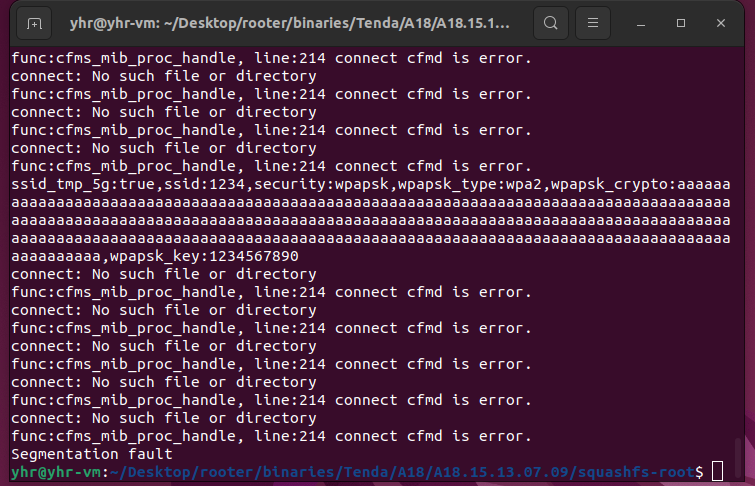 yhr@yhr-vm: ~/Desktop/rooter/binaries/Tenda/A18/A18.15.1...
func:cfms_mib_proc_handle, line:214 connect cfmd is error.
connect: No such file or directory
func:cfms_mib_proc_handle, line:214 connect cfmd is error.
connect: No such file or directory
func:cfms_mib_proc_handle, line:214 connect cfmd is error.
connect: No such file or directory
func:cfms_mib_proc_handle, line:214 connect cfmd is error.
ssid_tmp_5g:true,ssid:1234,security:wpapsk,wpapsk_type:wpa2,wpapsk_crypto:aaaaaa
aaaaaaaaaaaaaaaaaaaaaaaaaaaaaaaaaaaaaaaaaaaaaaaaaaaaaaaaaaaaaaaaaaaaaaaaaaaaaaaa
aaaaaaaaaaaaaaaaaaaaaaaaaaaaaaaaaaaaaaaaaaaaaaaaaaaaaaaaaaaaaaaaaaaaaaaaaaaaaaaa
aaaaaaaaaaaaaaaaaaaaaaaaaaaaaaaaaaaaaaaaaaaaaaaaaaaaaaaaaaaaaaaaaaaaaaaaaaaaaaaa
aaaaaaaaaa,wpapsk_key:1234567890
connect: No such file or directory
func:cfms_mib_proc_handle, line:214 connect cfmd is error.
connect: No such file or directory
func:cfms_mib_proc_handle, line:214 connect cfmd is error.
connect: No such file or directory
func:cfms_mib_proc_handle, line:214 connect cfmd is error.
connect: No such file or directory
func:cfms_mib_proc_handle, line:214 connect cfmd is error.
connect: No such file or directory
func:cfms_mib_proc_handle, line:214 connect cfmd is error.
Segmentation fault
yhr@yhr-vm:~/Desktop/rooter/binaries/Tenda/A18/A18.15.13.07.09/squashfs-root$